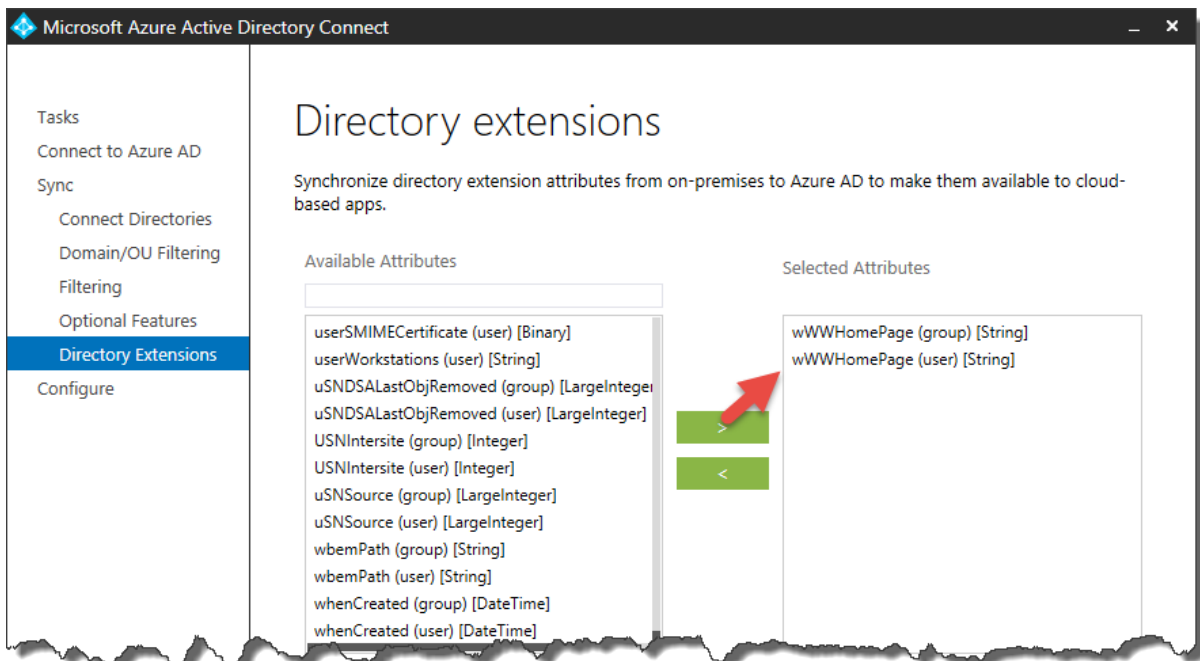 Microsoft Azure Active Directory Connect
Tasks
Connect to Azure AD
Sync
Connect Directories
Domain/OU Filtering
Filtering
Optional Features
Directory Extensions
Configure
Directory extensions
Synchronize directory extension attributes from on-premises to Azure AD to make them available to cloud-
based apps.
Available Attributes
userSMIMECertificate (user) [Binary]
userWorkstations (user) [String]
uSNDSALastObjRemoved (group) [LargeInteger
uSNDSALastObjRemoved (user) [LargeInteger]
USNIntersite (group) [Integer]
USNIntersite (user) [Integer]
uSNSource (group) [LargeInteger]
uSNSource (user) [LargeInteger]
wbemPath (group) [String]
wbemPath (user) [String]
whenCreated (group) [DateTime]
whenCreated (user) [DateTime]
>
<
Selected Attributes
wWWHomePage (group) [String]
wWWHomePage (user) [String]